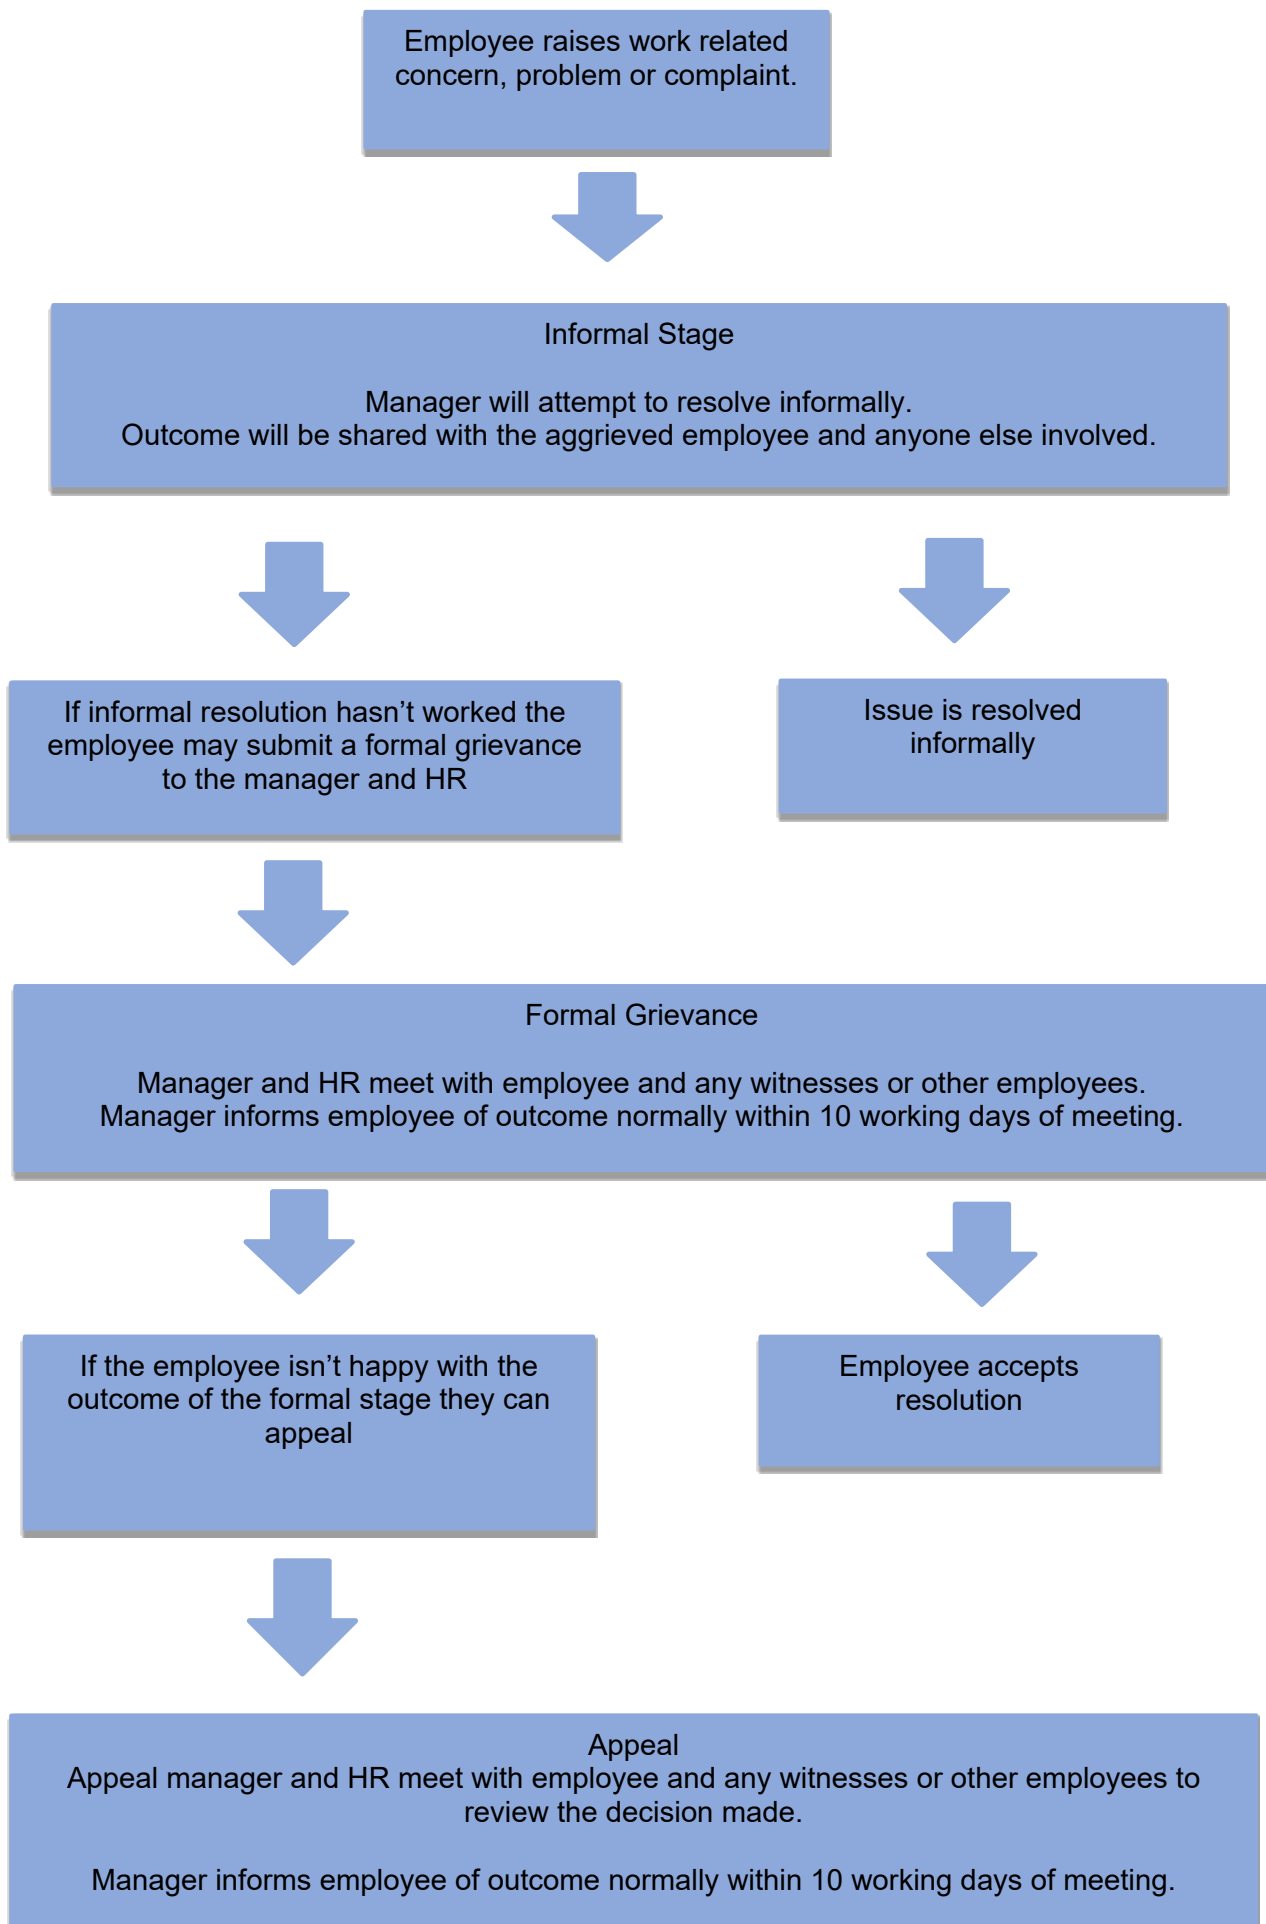 Employee raises work related
concern, problem or complaint.
Informal Stage
Manager will attempt to resolve informally.
Outcome will be shared with the aggrieved employee and anyone else involved.
If informal resolution hasn’t worked the
employee may submit a formal grievance
to the manager and HR
Issue is resolved
informally
Formal Grievance
Manager and HR meet with employee and any witnesses or other employees.
Manager informs employee of outcome normally within 10 working days of meeting.
If the employee isn’t happy with the
outcome of the formal stage they can
appeal
Employee accepts
resolution
Appeal
Appeal manager and HR meet with employee and any witnesses or other employees to
review the decision made.
Manager informs employee of outcome normally within 10 working days of meeting.